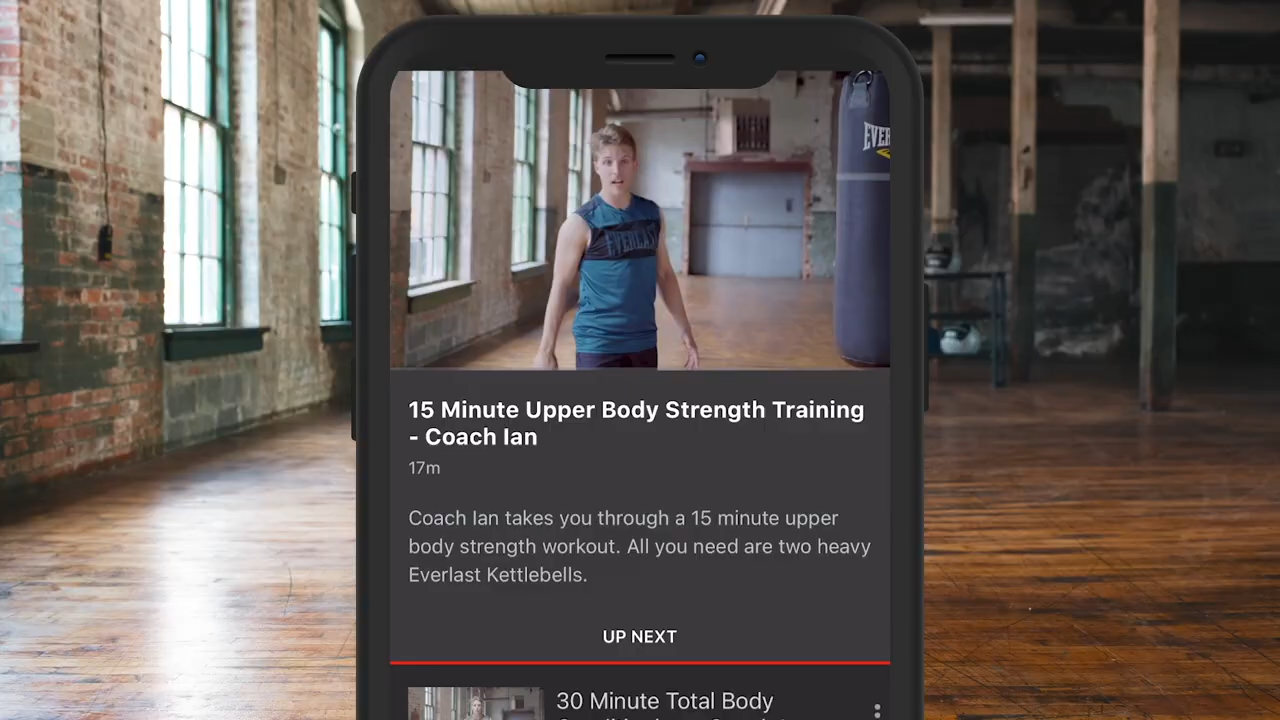 EVERLAST
15 Minute Upper Body Strength Training
- Coach Ian
17m
Coach Ian takes you through a 15 minute upper
body strength workout. All you need are two heavy
Everlast Kettlebells.
UP NEXT
30 Minute Total Body